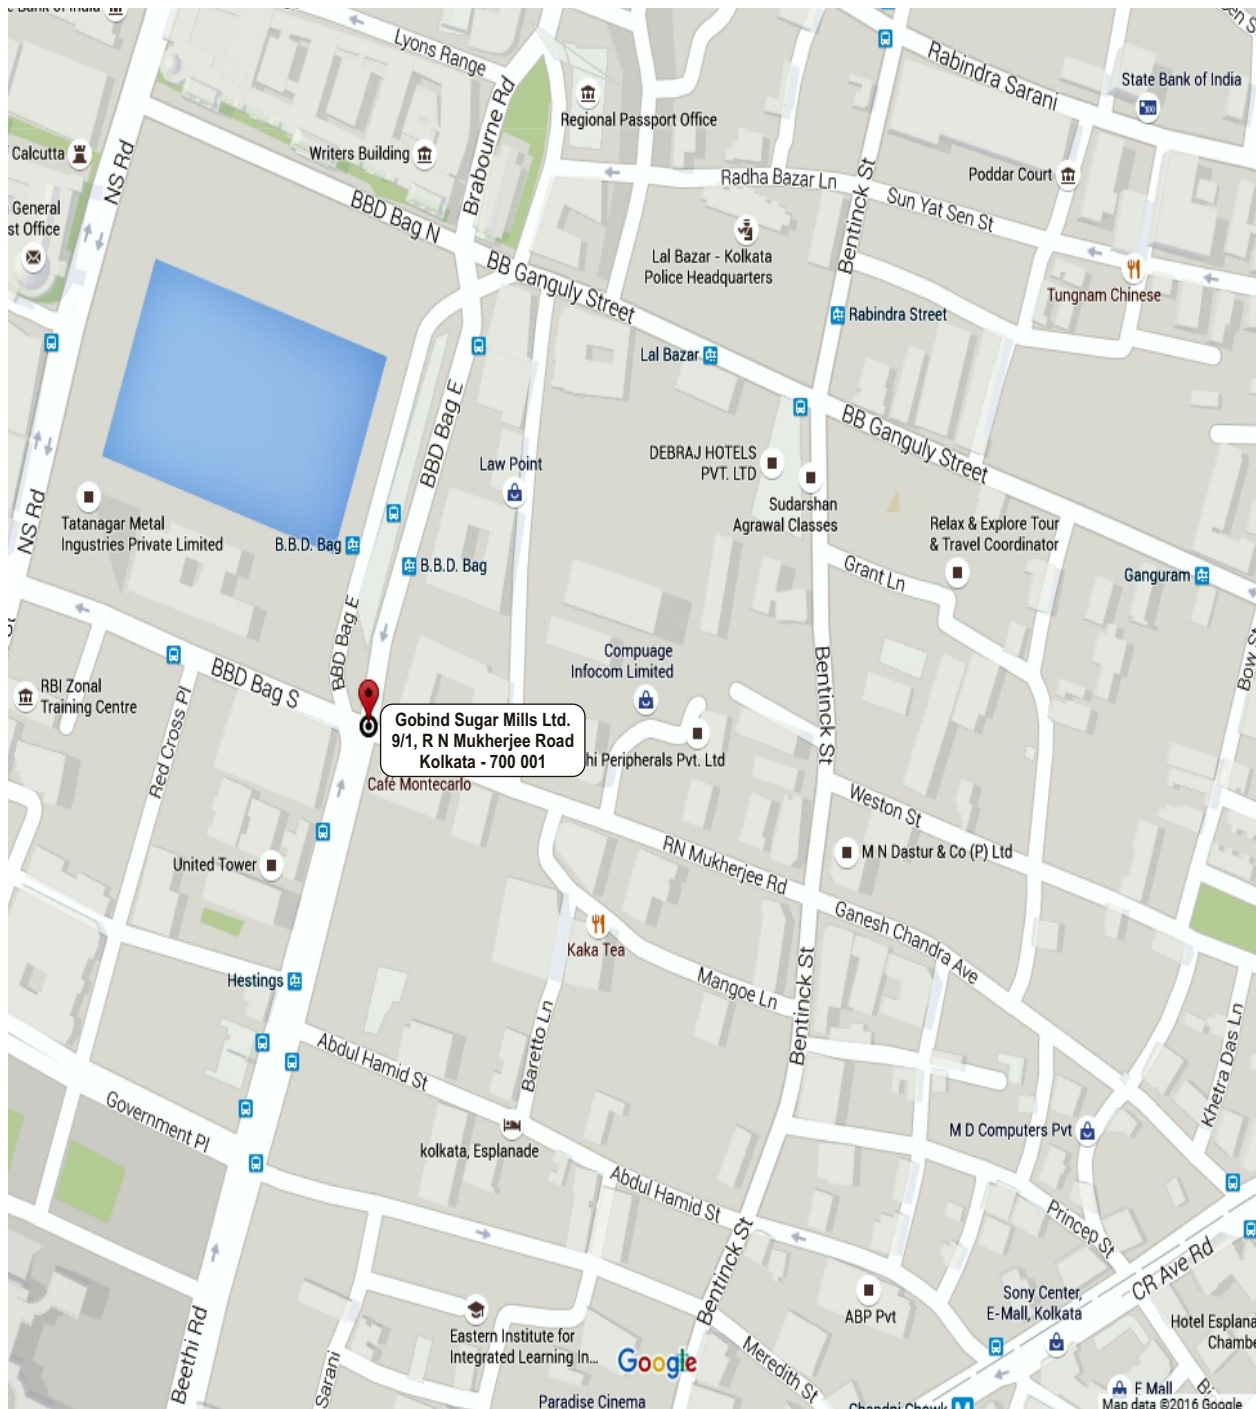 Bank of India
Lyons Range
Rabindra Sarani
State Bank of India
Regional Passport Office
Brabourne Rd
NS Rd
Calcutta
Writers Building
Radha Bazar Ln
Poddar Court
Bentinck St
Sun Yat Sen St
General
st Office
BBD Bag N
Lal Bazar - Kolkata
Police Headquarters
BB Ganguly Street
Tungnam Chinese
Rabindra Street
Lal Bazar
BBD Bag E
BB Ganguly Street
DEBRAJ HOTELS
PVT. LTD
Law Point
Sudarshan
Agrawal Classes
NS Rd
Tatanagar Metal
Ingustries Private Limited
B.B.D. Bag
B.B.D. Bag
Relax & Explore Tour
& Travel Coordinator
Grant Ln
Ganguram
BBD Bag E
Compuage
Infocom Limited
Bentinck St
Bow St
RBI Zonal
Training Centre
BBD Bag S
Red Cross Pl
Gobind Sugar Mills Ltd.
9/1, R N Mukherjee Road
Kolkata - 700 001
hi Peripherals Pvt. Ltd
Café Montecarlo
Weston St
United Tower
RN Mukherjee Rd
M N Dastur & Co (P) Ltd
Ganesh Chandra Ave
Kaka Tea
Hestings
Mangoe Ln
Bentinck St
Baretto Ln
Abdul Hamid St
Khetra Das Ln
Government Pl
M D Computers Pvt
kolkata, Esplanade
Abdul Hamid St
Princep St
CR Ave Rd
Bentinck St
Sony Center,
E-Mall, Kolkata
ABP Pvt
Hotel Esplana
Chambe
Eastern Institute for
Integrated Learning In...
Beethi Rd
Sarani
Google
Meredith St
Paradise Cinema
E Mall
Chandni Chowk M
Map data ©2016 Google